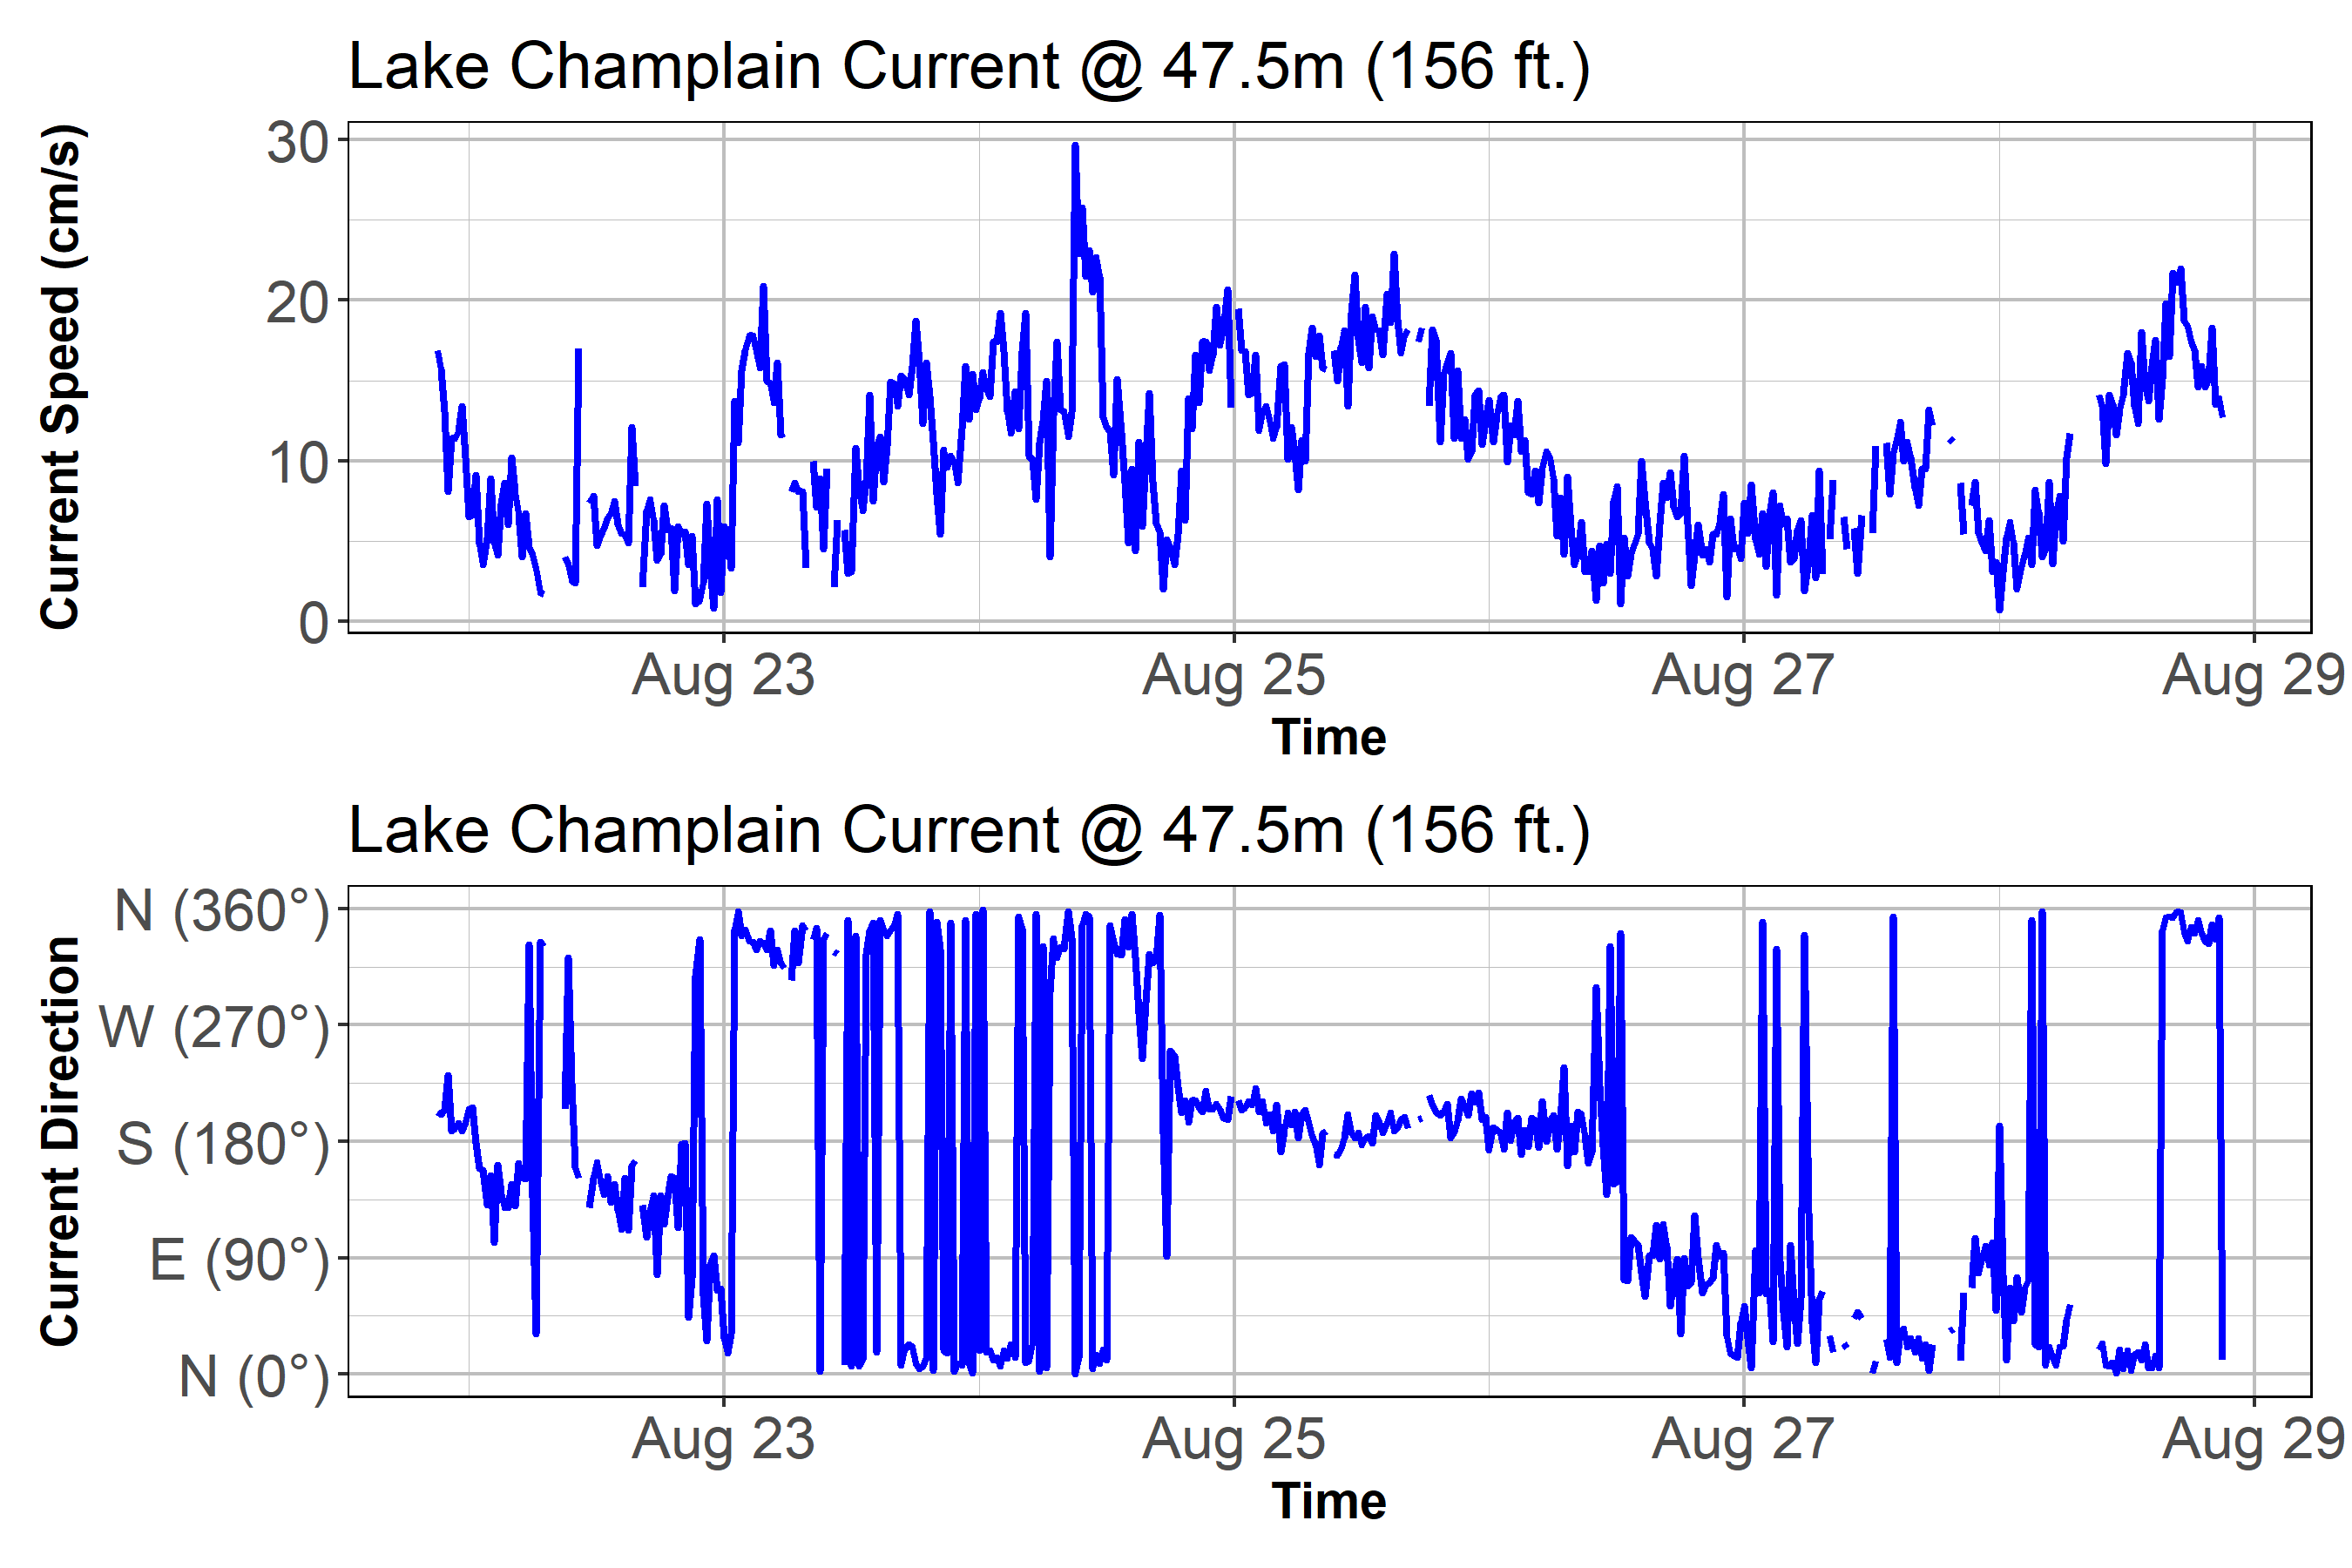 Lake Champlain Current @ 47.5m (156 ft.)
Current Speed (cm/s)
30
20
10
0
Aug 23 Aug 25 Aug 27 Aug 29
Time
Lake Champlain Current @ 47.5m (156 ft.)
Current Direction
N (360°)
W (270°)
S (180°)
E (90°)
N (0°)
Aug 23 Aug 25 Aug 27 Aug 29
Time